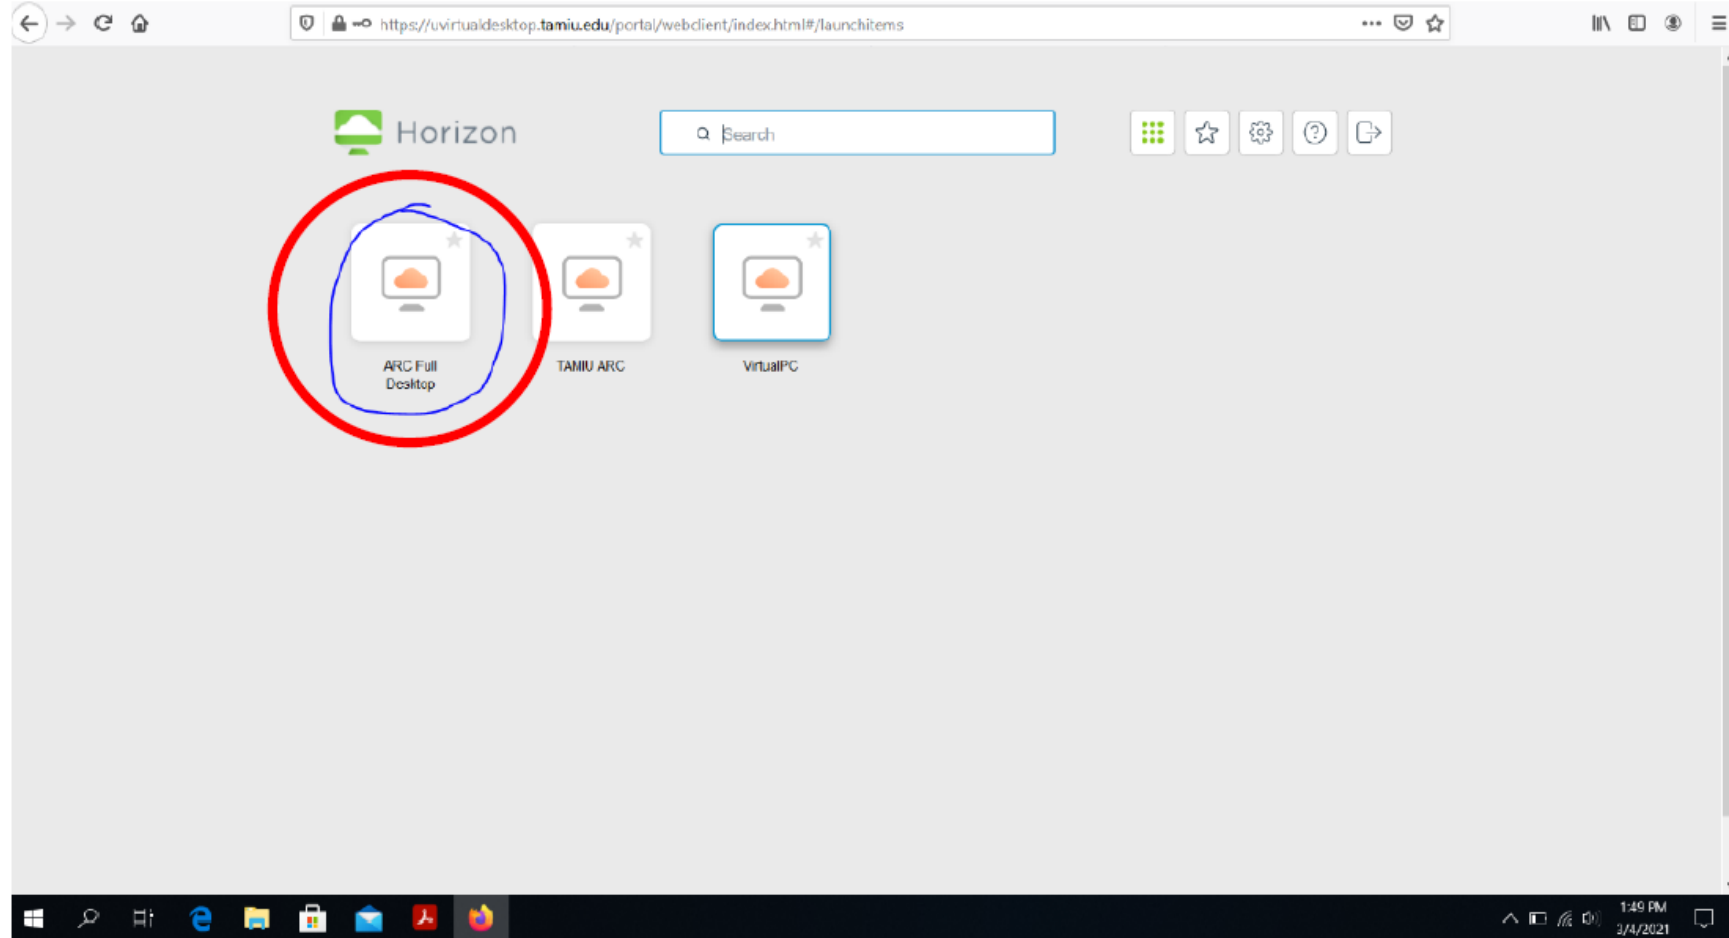 https://uvirtualdesktop.tamiu.edu/portal/webclient/index.html#/launchitems
Horizon
Search
ARC Full
Desktop
TAMIU ARC
VirtualPC
1:49 PM
3/4/2021